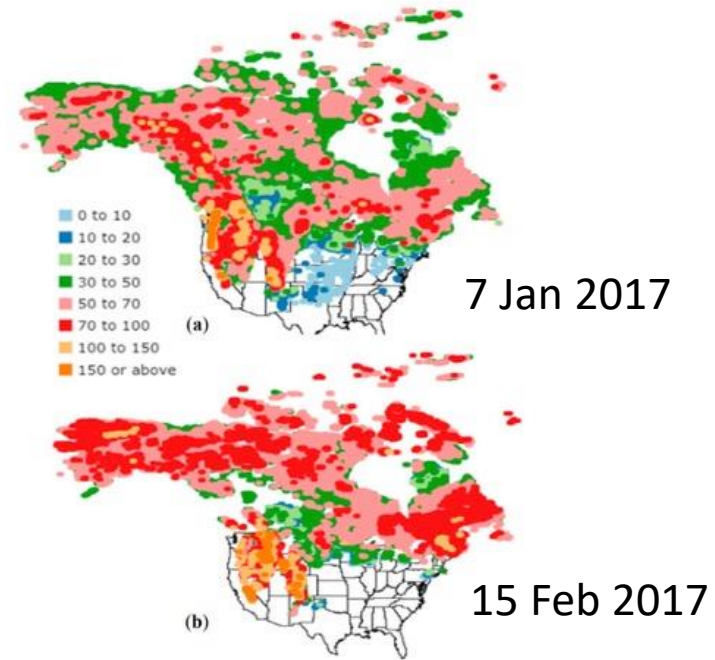 0 to 10
10 to 20
20 to 30
30 to 50
50 to 70
70 to 100
100 to 150
150 or above
(a)
7 Jan 2017
(b)
15 Feb 2017